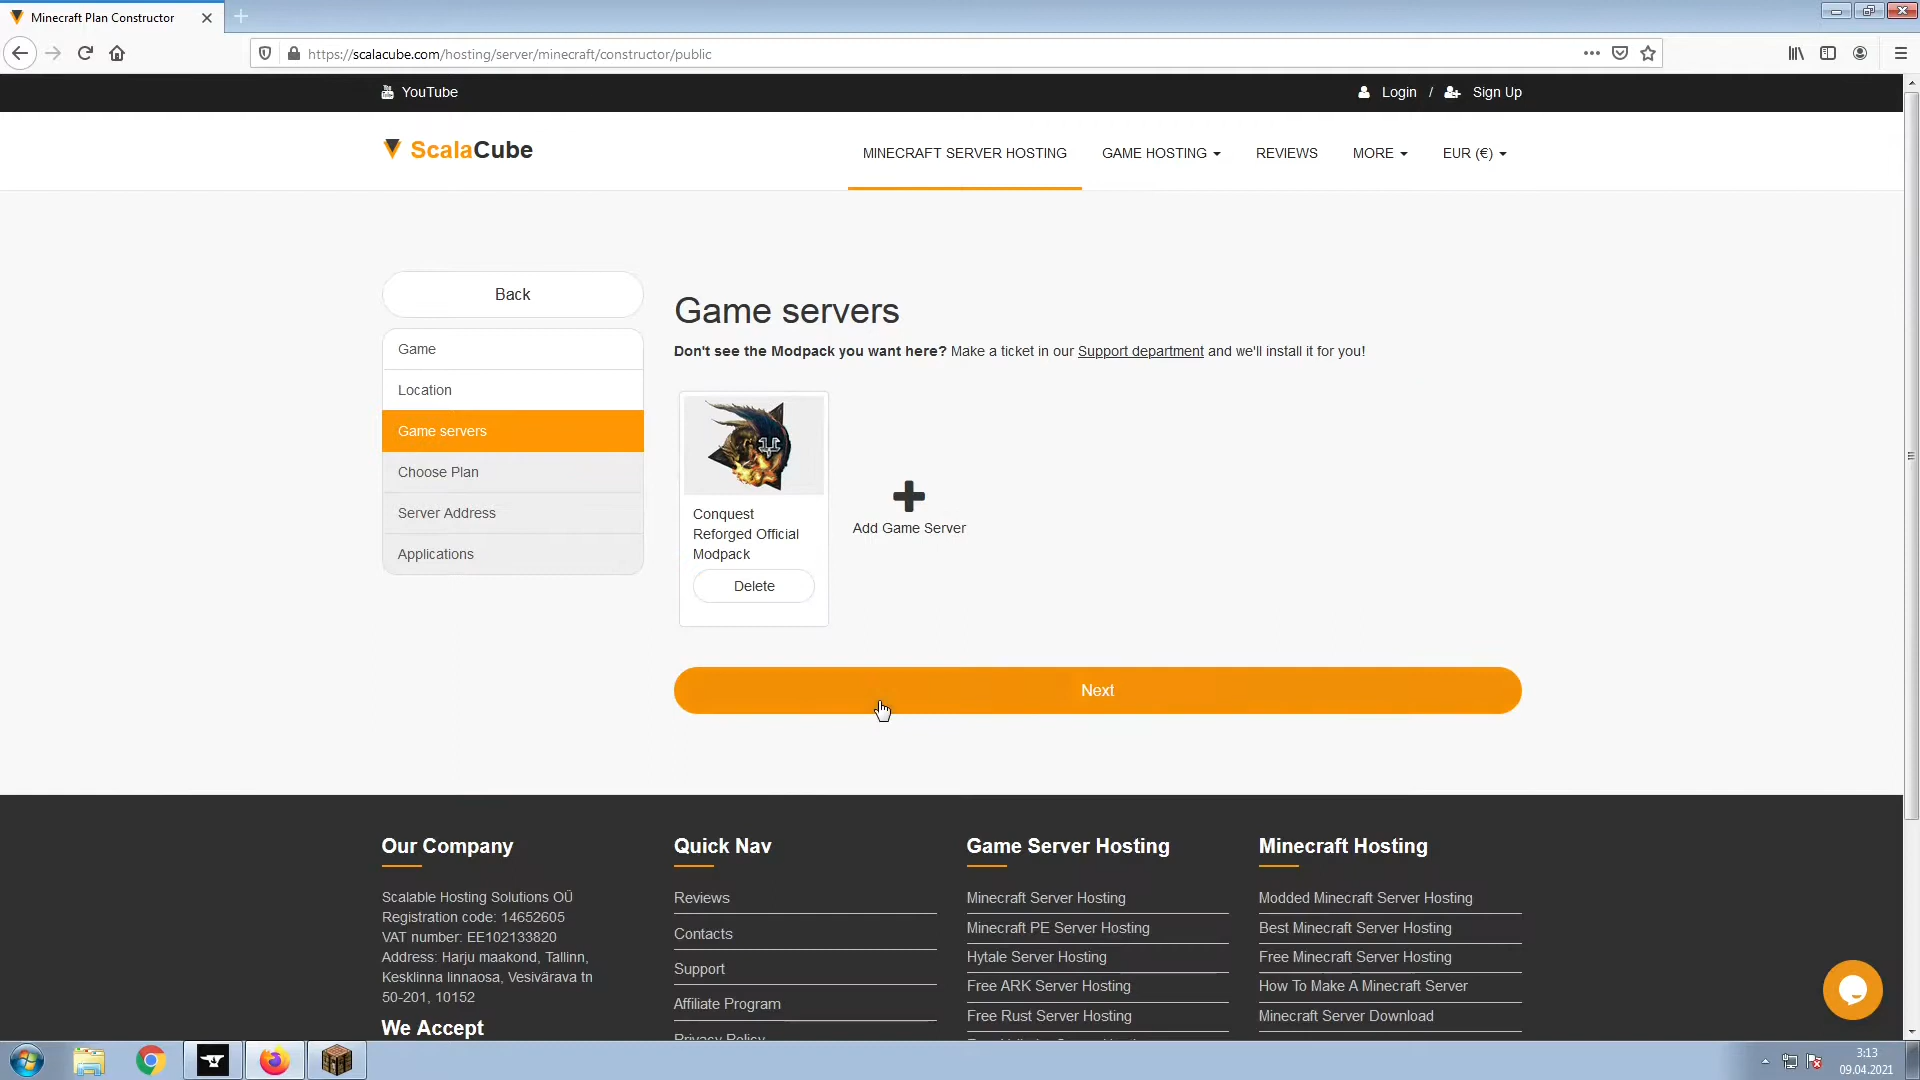 Minecraft Plan Constructor
https://scalacube.com/hosting/server/minecraft/constructor/public
YouTube
Login / Sign Up
ScalaCube
MINECRAFT SERVER HOSTING
GAME HOSTING
REVIEWS
MORE
EUR (€)
Back
Game
Location
Game servers
Choose Plan
Server Address
Applications
Game servers
Don't see the Modpack you want here? Make a ticket in our Support department and we'll install it for you!
Conquest
Reforged Official
Modpack
Delete
Add Game Server
Next
Our Company
Scalable Hosting Solutions OÜ
Registration code: 14652605
VAT number: EE102133820
Address: Harju maakond, Tallinn,
Kesklinna linnaosa, Vesivärava tn
50-201, 10152
We Accept
Quick Nav
Reviews
Contacts
Support
Affiliate Program
Privacy Policy
Game Server Hosting
Minecraft Server Hosting
Minecraft PE Server Hosting
Hytale Server Hosting
Free ARK Server Hosting
Free Rust Server Hosting
Minecraft Hosting
Modded Minecraft Server Hosting
Best Minecraft Server Hosting
Free Minecraft Server Hosting
How To Make A Minecraft Server
Minecraft Server Download
3:13
09.04.2021